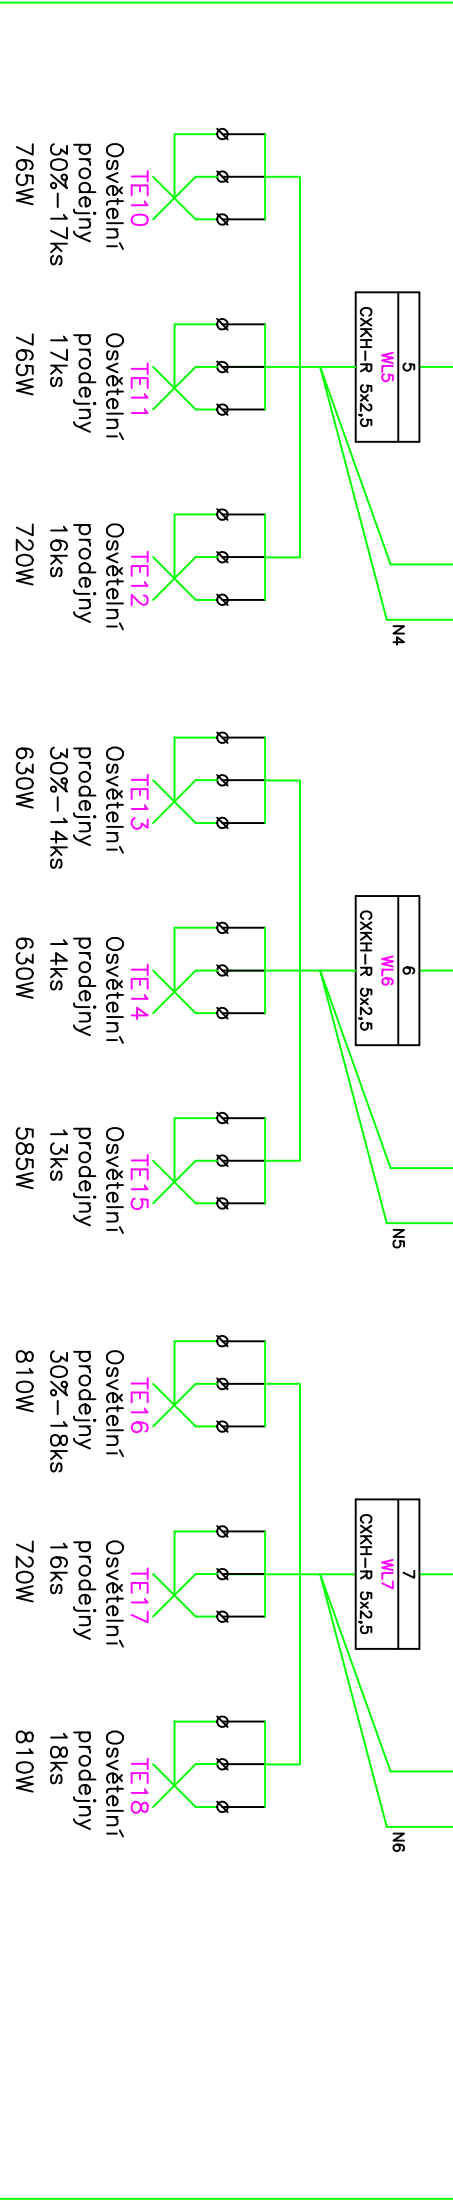 5
WL5
CXKH-R 5x2,5
N4
TE10
Osvětelní
prodejny
30%-17ks
765W
TE11
Osvětelní
prodejny
17ks
765W
TE12
Osvětelní
prodejny
16ks
720W
6
WL6
CXKH-R 5x2,5
N5
TE13
Osvětelní
prodejny
30%-14ks
630W
TE14
Osvětelní
prodejny
14ks
630W
TE15
Osvětelní
prodejny
13ks
585W
7
WL7
CXKH-R 5x2,5
N6
TE16
Osvětelní
prodejny
30%-18ks
810W
TE17
Osvětelní
prodejny
16ks
720W
TE18
Osvětelní
prodejny
18ks
810W